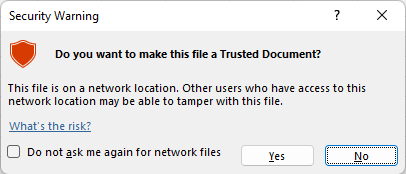 Security Warning
?
Do you want to make this file a Trusted Document?
This file is on a network location. Other users who have access to this
network location may be able to tamper with this file.
What's the risk?
Do not ask me again for network files
Yes
No